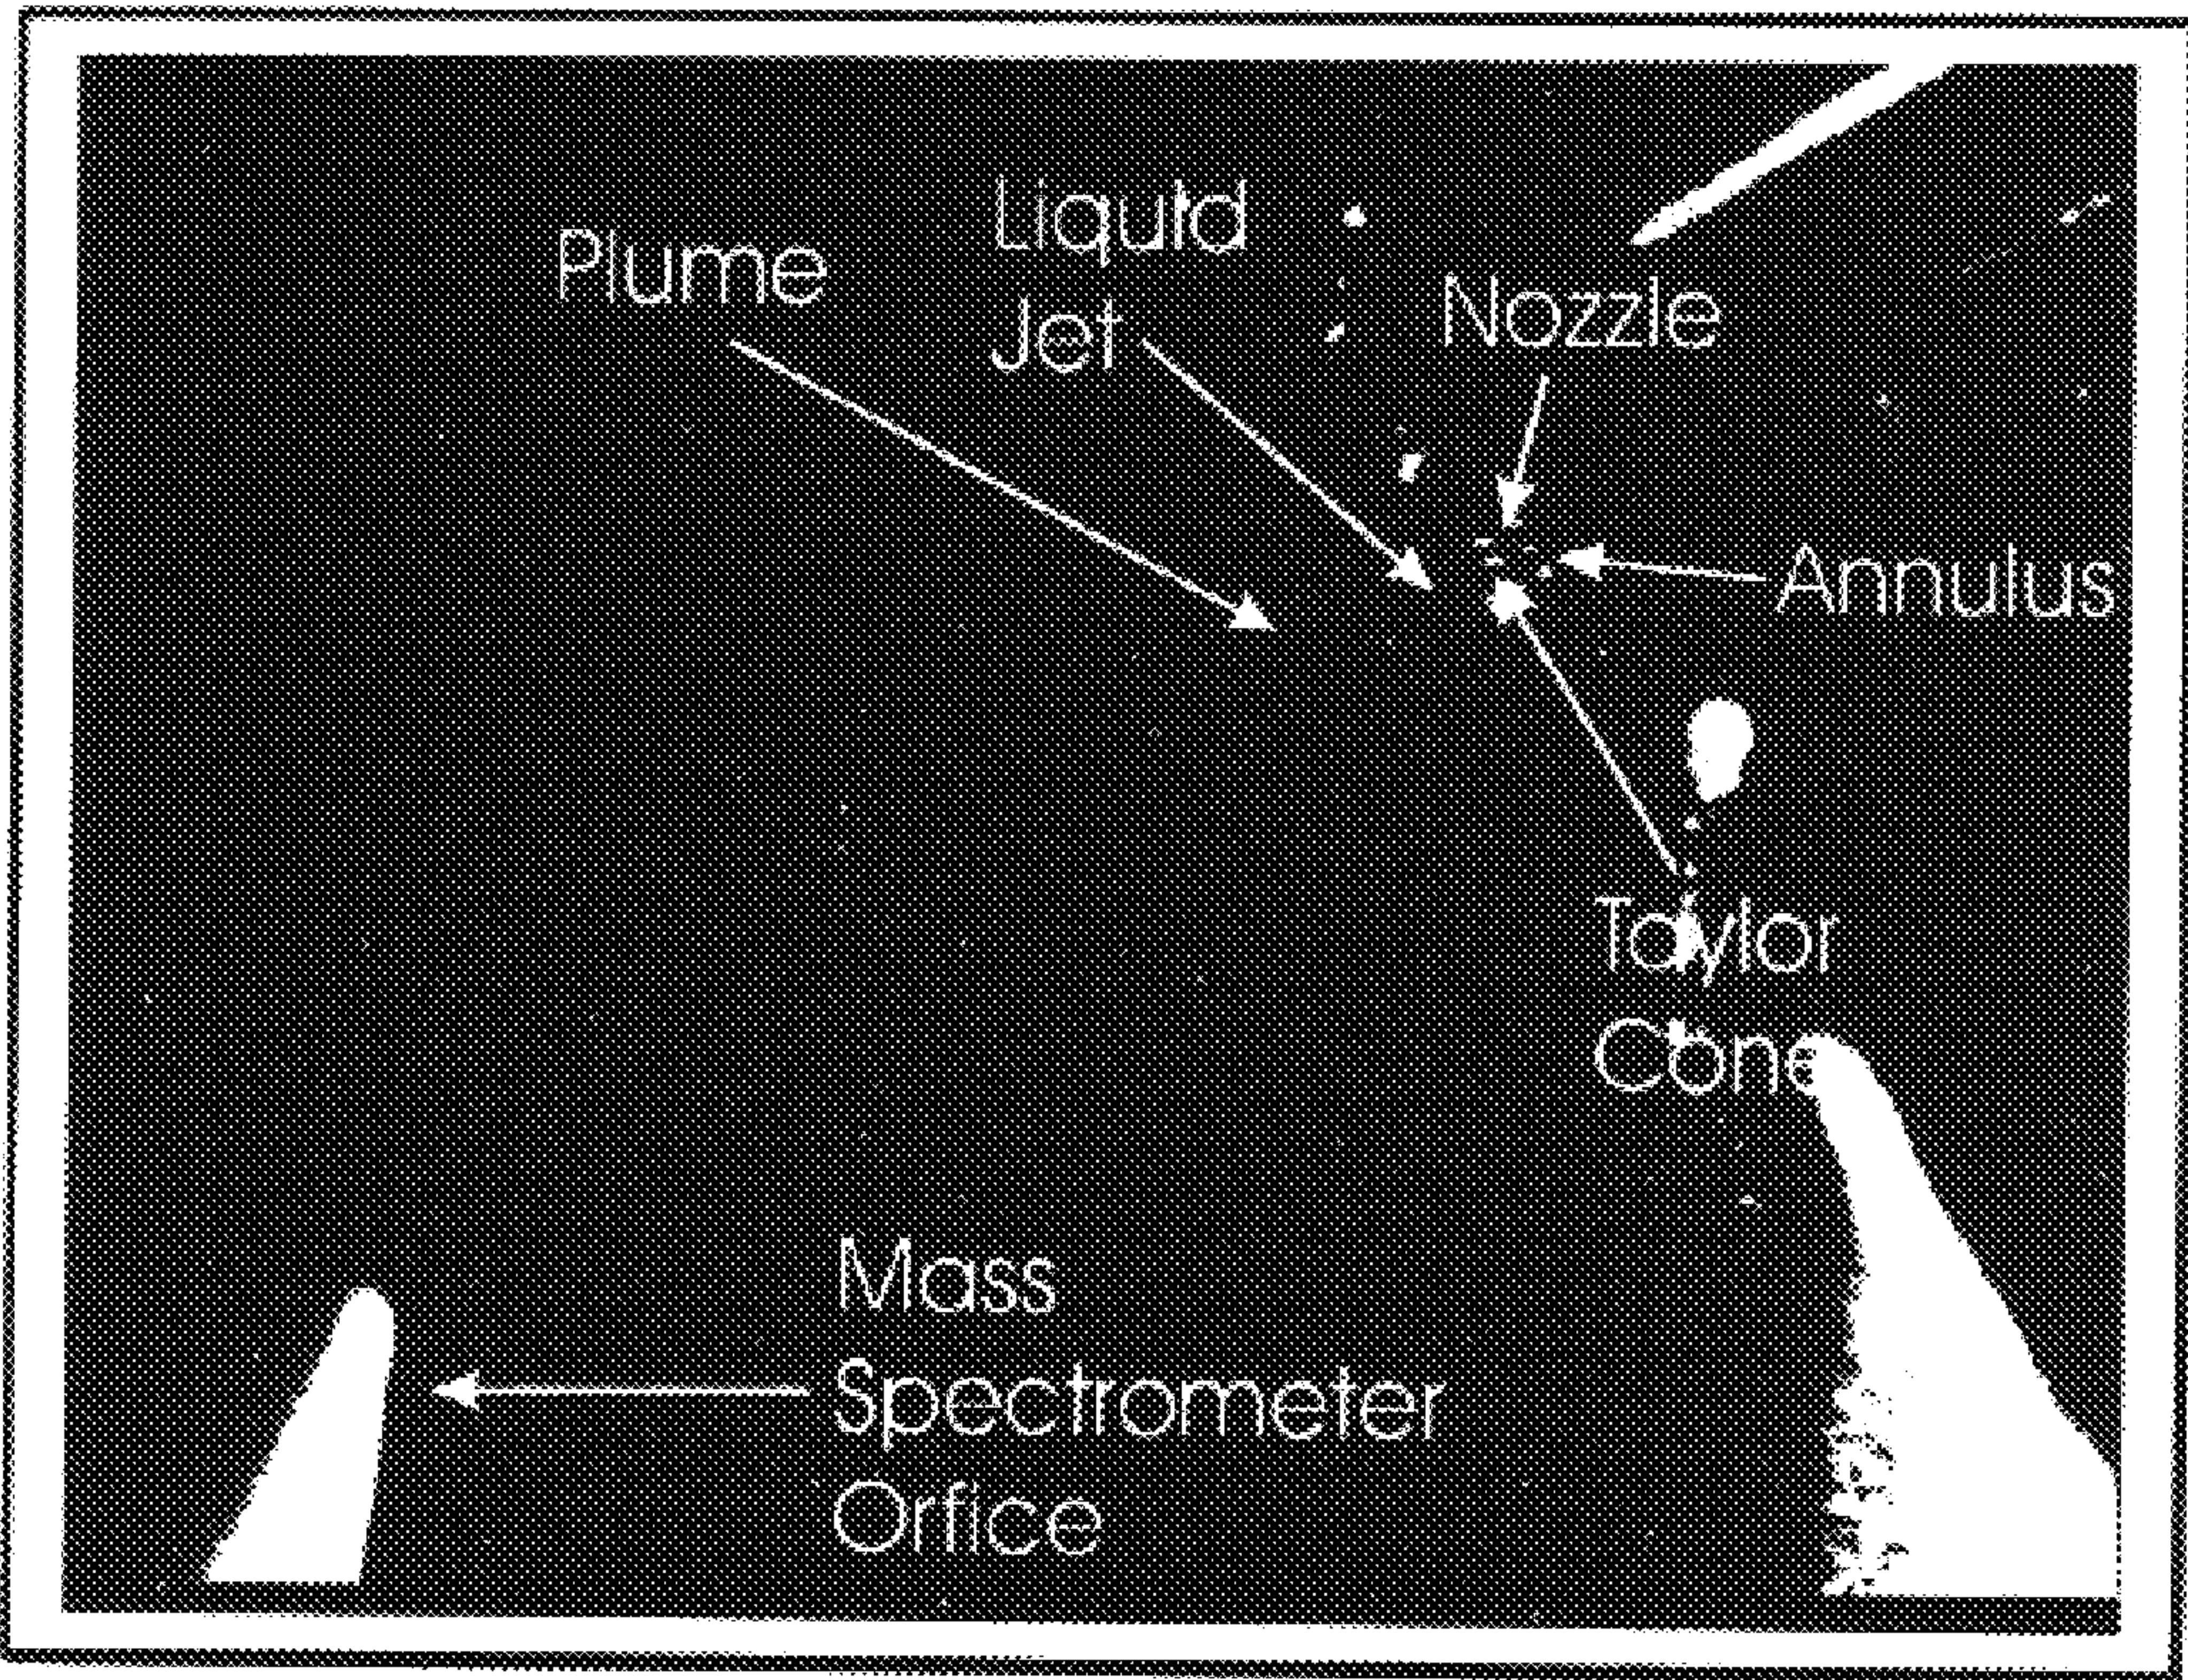 Plume
Liquid
Jet
Nozzle
Annulus
Taylor
Cone
Mass
Spectrometer
Orfice